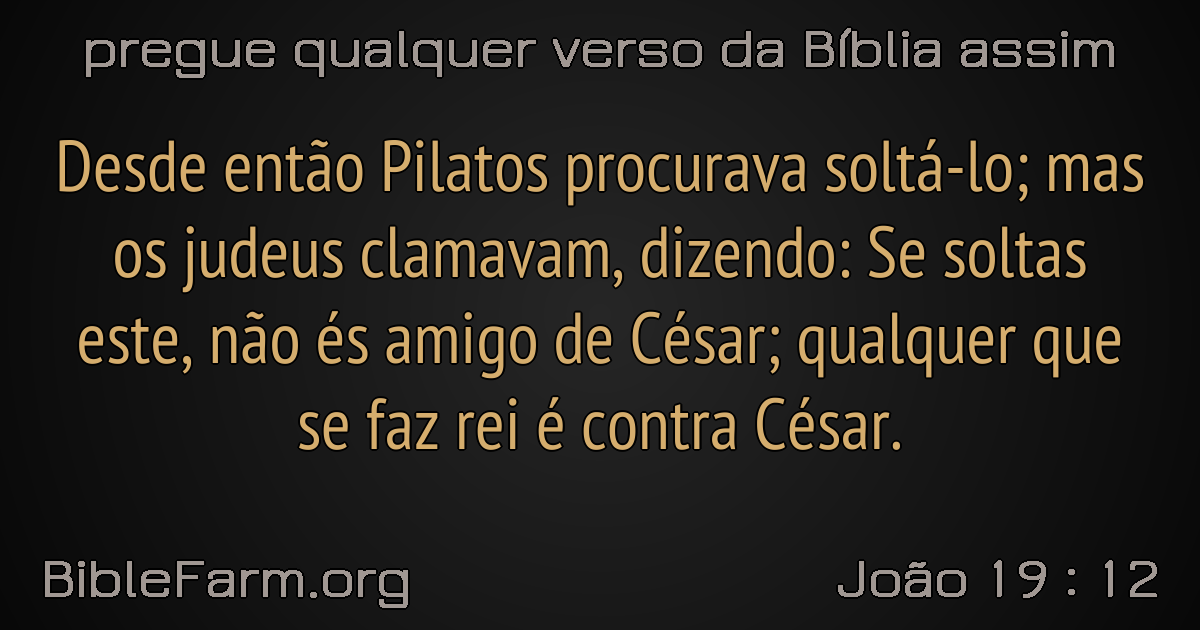 pregue qualquer verso da Bíblia assim
Desde então Pilatos procurava soltá-lo; mas
os judeus clamavam, dizendo: Se soltas
este, não és amigo de César; qualquer que
se faz rei é contra César.
BibleFarm.org
João 19 : 12